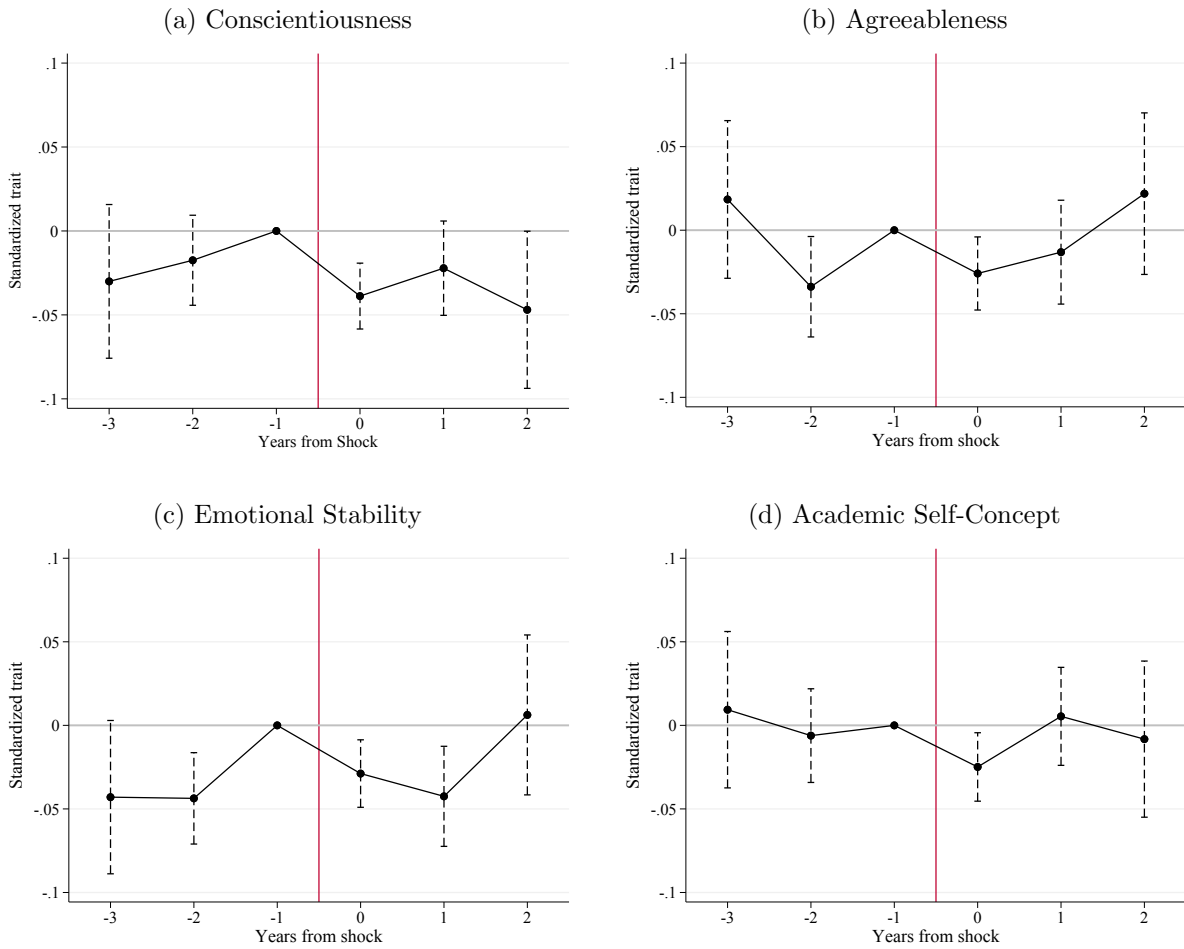 (a) Conscientiousness
.1
.05
0
-.05
-.1
Standardized trait
-3 -2 -1 0 1 2
Years from Shock
(b) Agreeableness
.1
.05
0
-.05
-.1
Standardized trait
-3 -2 -1 0 1 2
Years from shock
(c) Emotional Stability
.1
.05
0
-.05
-.1
Standardized trait
-3 -2 -1 0 1 2
Years from shock
(d) Academic Self-Concept
.1
.05
0
-.05
-.1
Standardized trait
-3 -2 -1 0 1 2
Years from shock